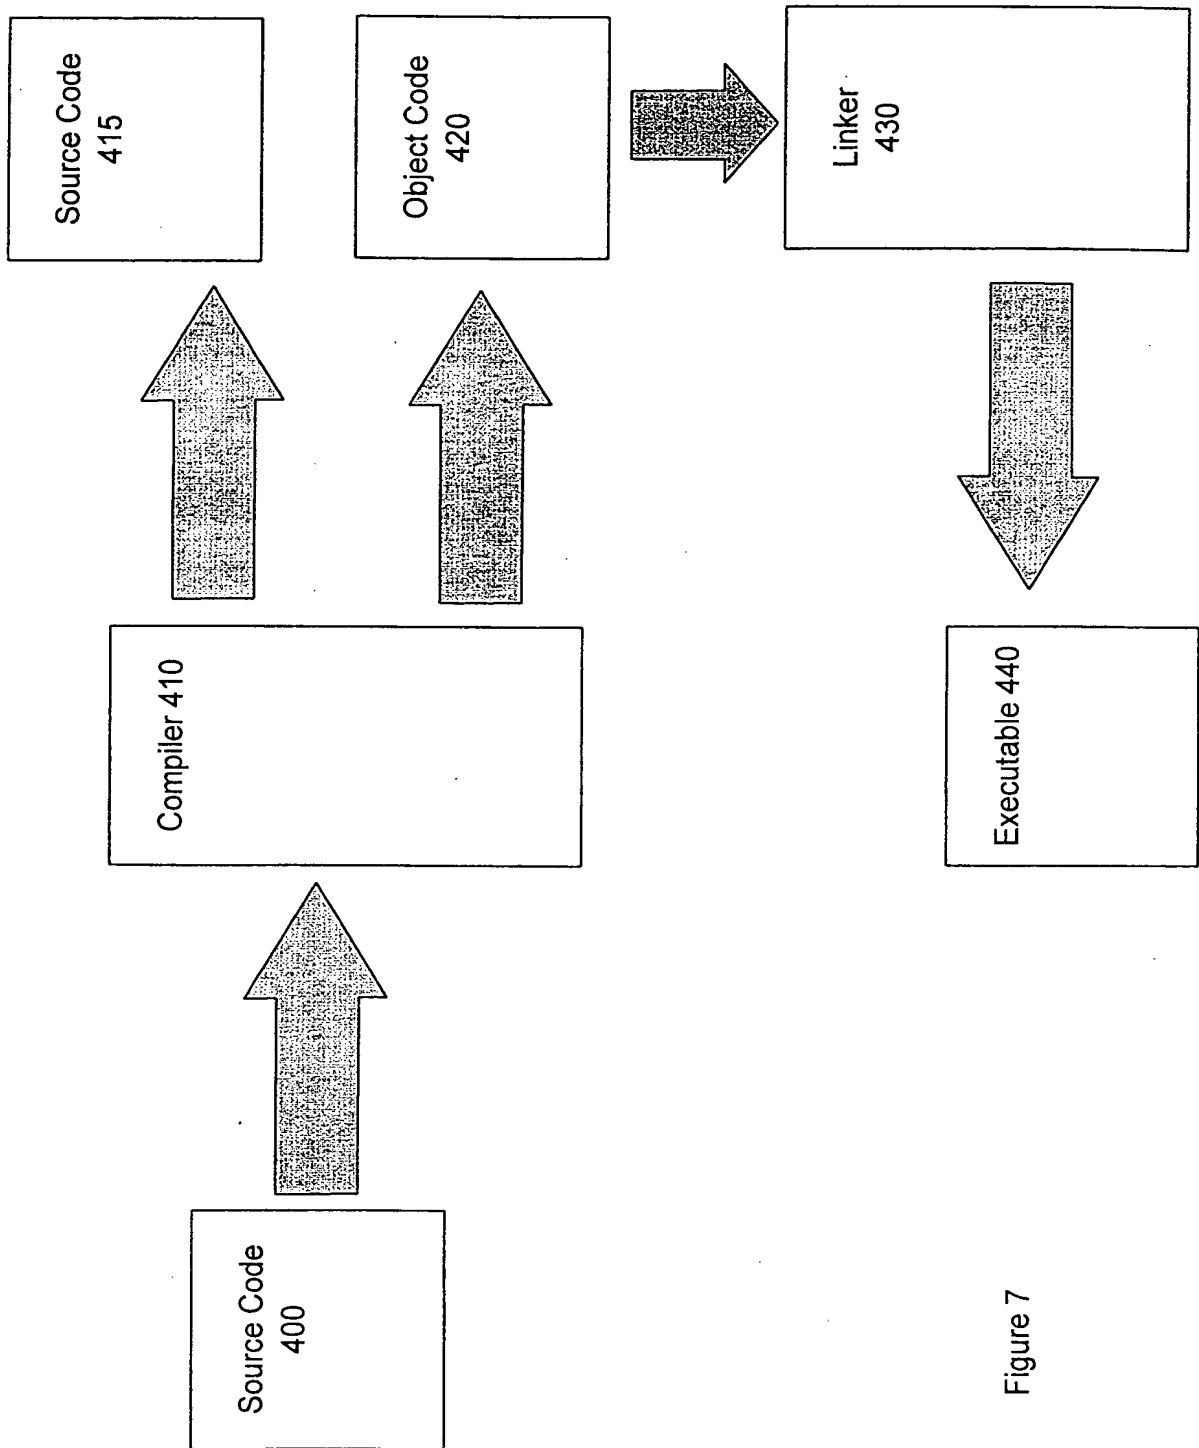 Source Code
400
Compiler 410
Source Code
415
Object Code
420
Linker
430
Executable 440
Figure 7